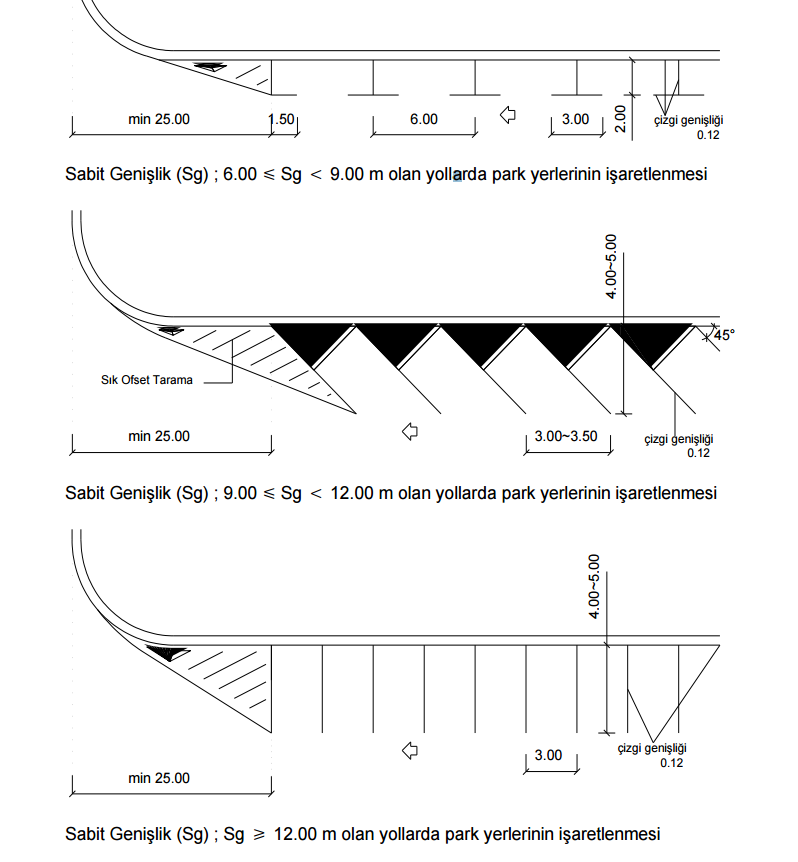 min 25.00
1.50
6.00
3.00
2.00
çizgi genişliği
0.12
Sabit Genişlik (Sg) ; 6.00 ⩽ Sg < 9.00 m olan yollarda park yerlerinin işaretlenmesi
4.00~5.00
45°
Sık Ofset Tarama
min 25.00
3.00~3.50
çizgi genişliği
0.12
Sabit Genişlik (Sg) ; 9.00 ⩽ Sg < 12.00 m olan yollarda park yerlerinin işaretlenmesi
4.00~5.00
çizgi genişliği
0.12
3.00
min 25.00
Sabit Genişlik (Sg) ; Sg ⩾ 12.00 m olan yollarda park yerlerinin işaretlenmesi